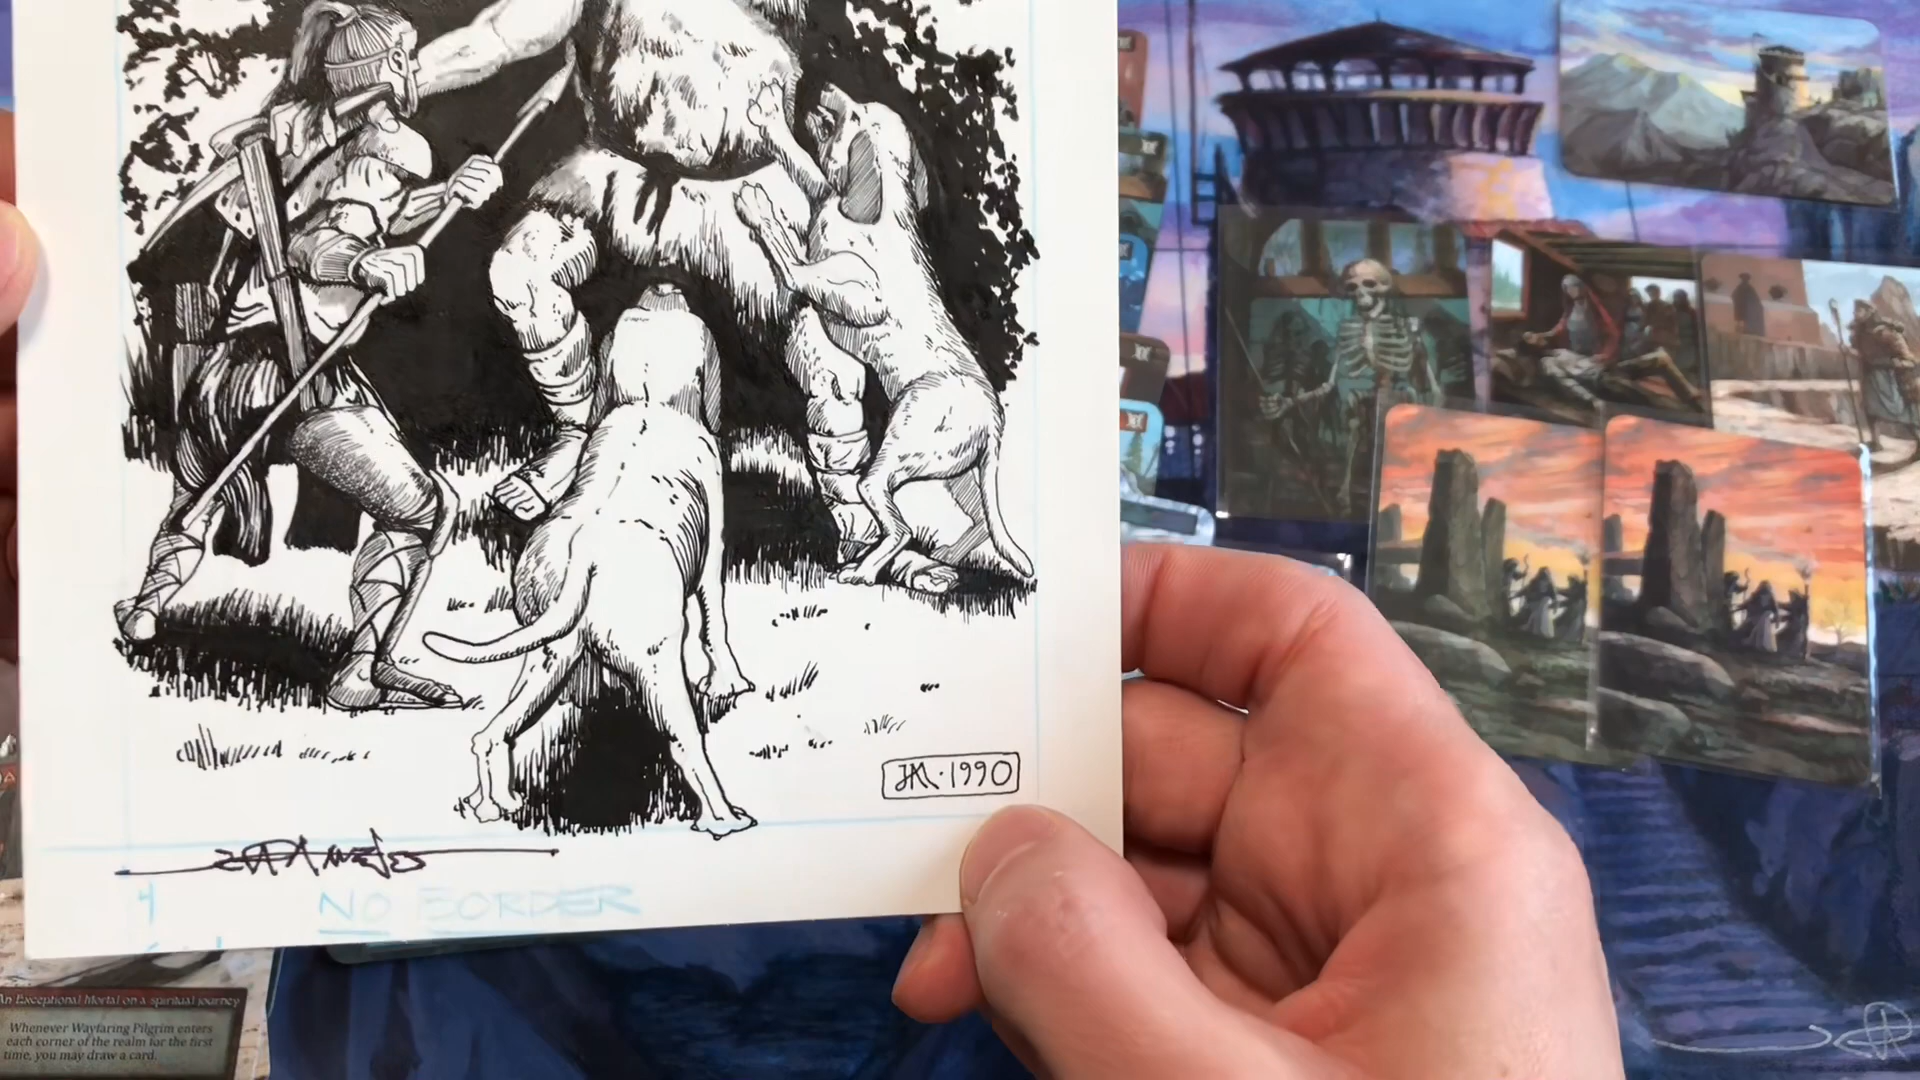 JM·1990
4
NO BORDER
An Exceptional Mortal on a spiritual journey
Whenever Wayfaring Pilgrim enters
each corner of the realm for the first
time, you may draw a card.